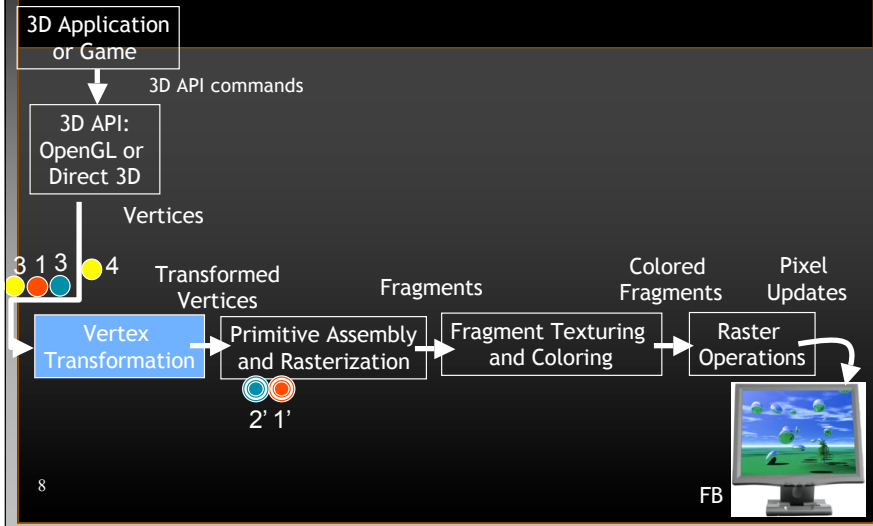 3D Application
or Game
3D API commands
3D API:
OpenGL or
Direct 3D
Vertices
3 1 3 4
Transformed
Vertices
Fragments
Colored
Fragments
Pixel
Updates
Vertex
Transformation
Primitive Assembly
and Rasterization
Fragment Texturing
and Coloring
Raster
Operations
2' 1'
8
FB